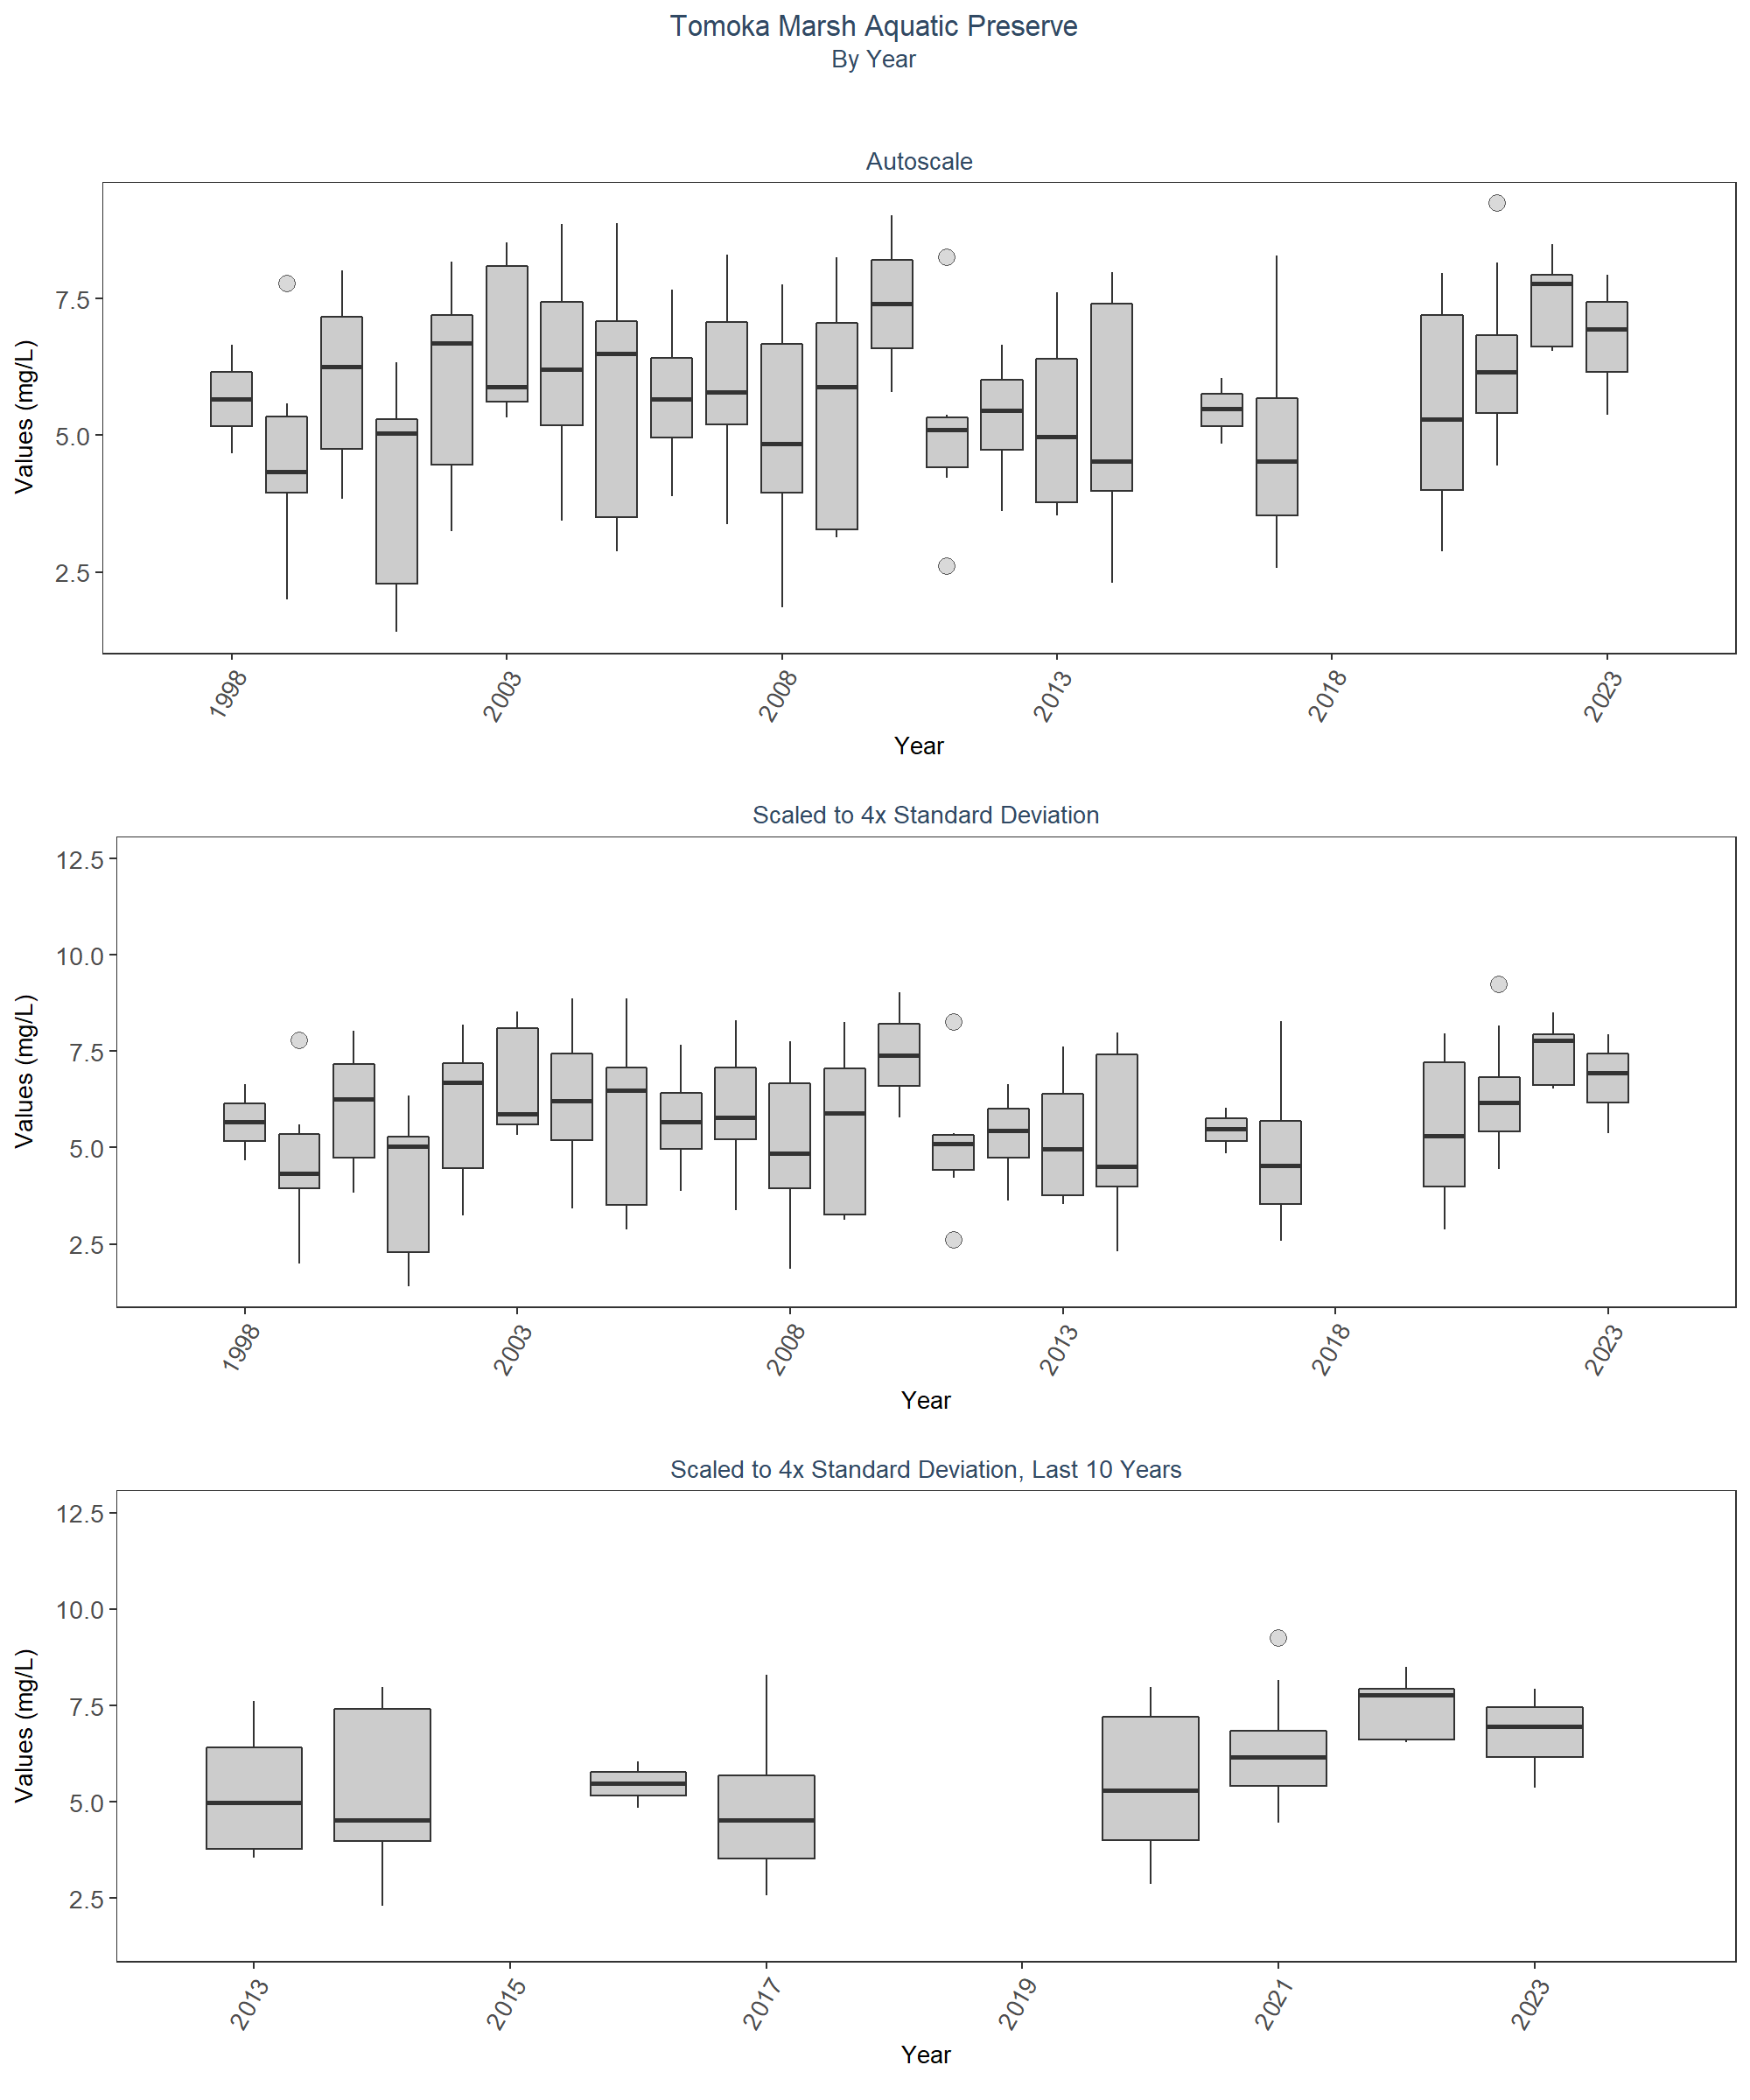 Tomoka Marsh Aquatic Preserve
By Year
Autoscale
Values (mg/L)
7.5
5.0
2.5
1998
2003
2008
2013
2018
2023
Year
Scaled to 4x Standard Deviation
Values (mg/L)
12.5
10.0
7.5
5.0
2.5
1998
2003
2008
2013
2018
2023
Year
Scaled to 4x Standard Deviation, Last 10 Years
Values (mg/L)
12.5
10.0
7.5
5.0
2.5
2013
2015
2017
2019
2021
2023
Year